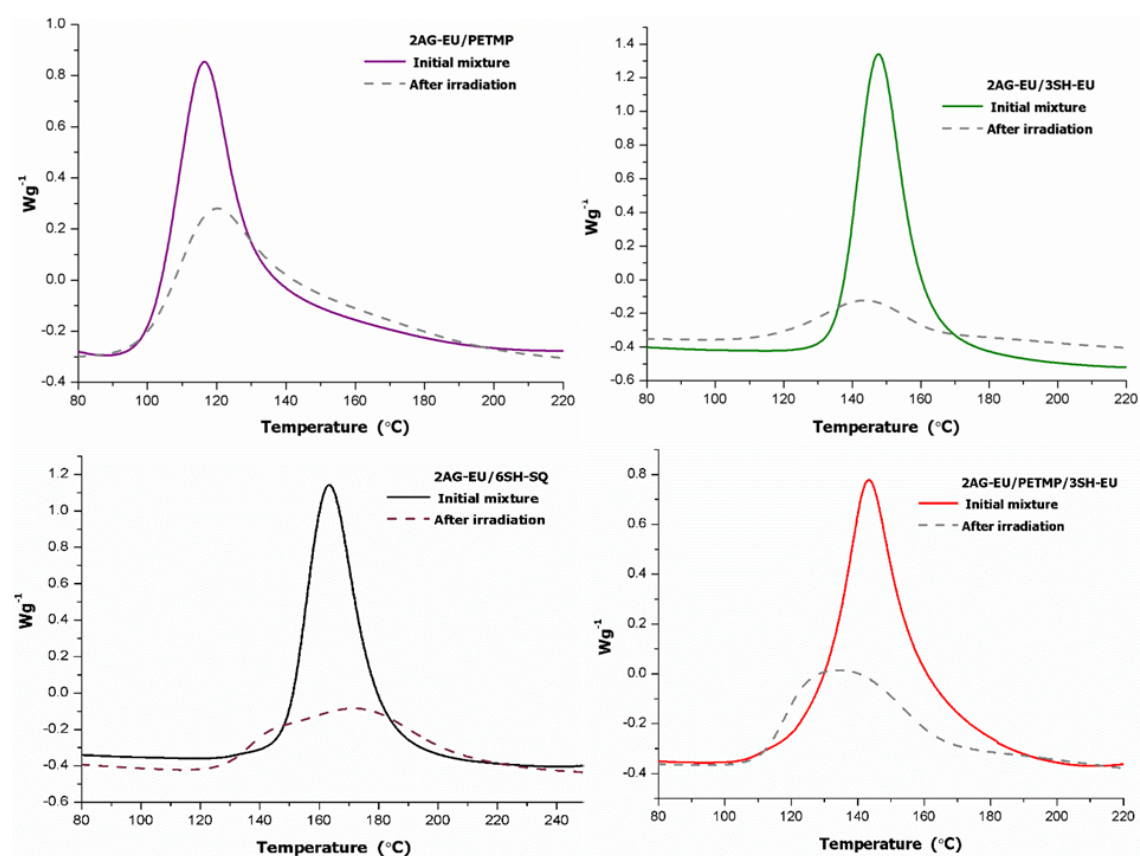 2AG-EU/PETMP
Initial mixture
After irradiation
Wg⁻¹
1.0
0.8
0.6
0.4
0.2
0.0
-0.2
-0.4
80 100 120 140 160 180 200 220
Temperature (°C)
2AG-EU/3SH-EU
Initial mixture
After irradiation
Wg⁻¹
1.4
1.2
1.0
0.8
0.6
0.4
0.2
0.0
-0.2
-0.4
-0.6
80 100 120 140 160 180 200 220
Temperature (°C)
2AG-EU/6SH-SQ
Initial mixture
After irradiation
Wg⁻¹
1.2
1.0
0.8
0.6
0.4
0.2
0.0
-0.2
-0.4
-0.6
80 100 120 140 160 180 200 220 240
Temperature (°C)
2AG-EU/PETMP/3SH-EU
Initial mixture
After irradiation
Wg⁻¹
0.8
0.6
0.4
0.2
0.0
-0.2
-0.4
80 100 120 140 160 180 200 220
Temperature (°C)